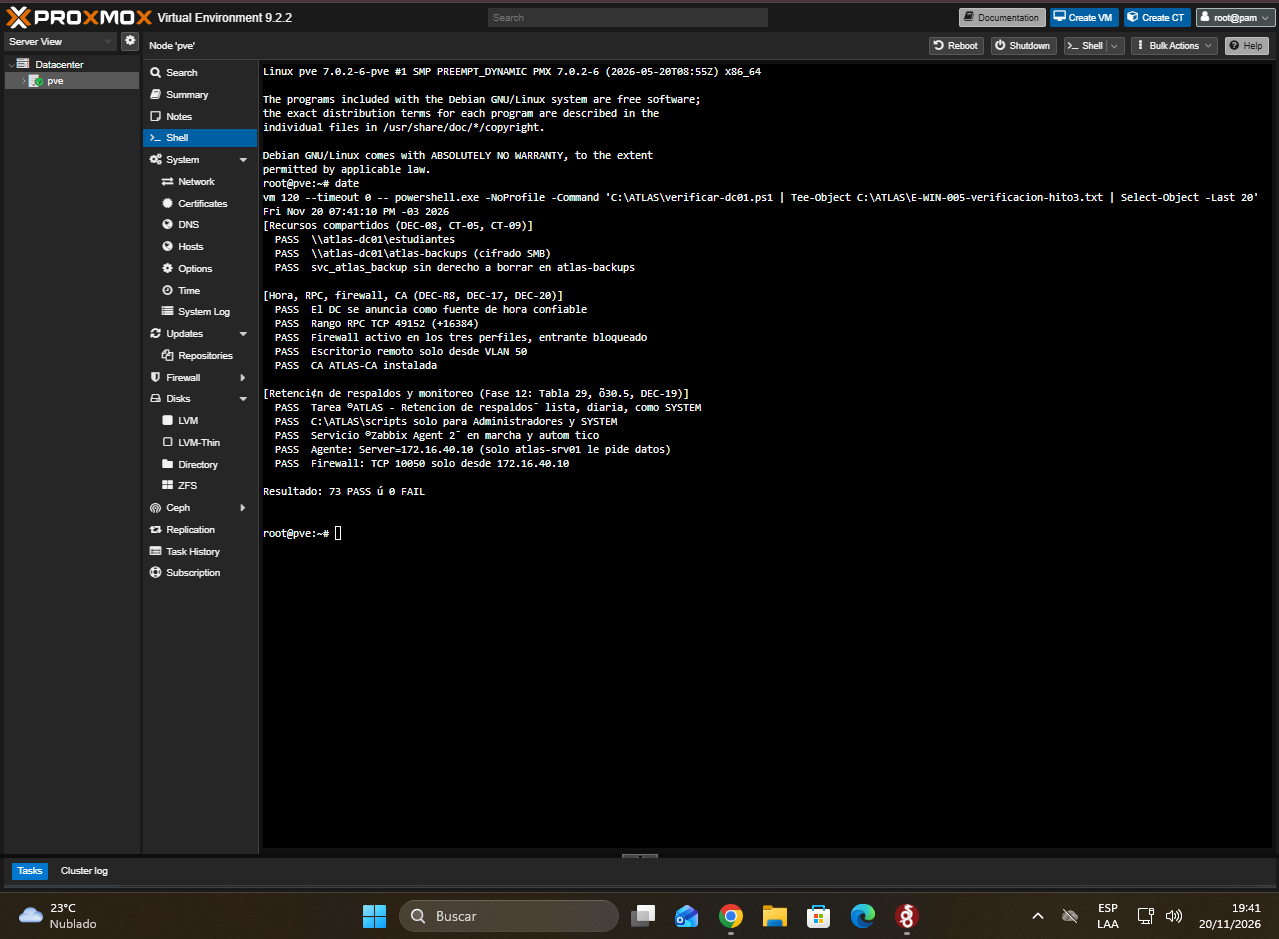 PROXMOX Virtual Environment 9.2.2
Search
Documentation
Create VM
Create CT
root@pam
Server View
Node 'pve'
Reboot
Shutdown
Shell
Bulk Actions
Help
Datacenter
pve
Search
Summary
Notes
Shell
System
Network
Certificates
DNS
Hosts
Options
Time
System Log
Updates
Repositories
Firewall
Disks
LVM
LVM-Thin
Directory
ZFS
Ceph
Replication
Task History
Subscription
Linux pve 7.0.2-6-pve #1 SMP PREEMPT_DYNAMIC PMX 7.0.2-6 (2026-05-20T08:55Z) x86_64
The programs included with the Debian GNU/Linux system are free software;
the exact distribution terms for each program are described in the
individual files in /usr/share/doc/*/copyright.
Debian GNU/Linux comes with ABSOLUTELY NO WARRANTY, to the extent
permitted by applicable law.
root@pve:~# date
vm 120 --timeout 0 -- powershell.exe -NoProfile -Command 'C:\ATLAS\verificar-dc01.ps1 | Tee-Object C:\ATLAS\E-WIN-005-verificacion-hito3.txt | Select-Object -Last 20'
Fri Nov 20 07:41:10 PM -03 2026
[Recursos compartidos (DEC-08, CT-05, CT-09)]
PASS \\atlas-dc01\estudiantes
PASS \\atlas-dc01\atlas-backups (cifrado SMB)
PASS svc_atlas_backup sin derecho a borrar en atlas-backups
[Hora, RPC, firewall, CA (DEC-R8, DEC-17, DEC-20)]
PASS El DC se anuncia como fuente de hora confiable
PASS Rango RPC TCP 49152 (+16384)
PASS Firewall activo en los tres perfiles, entrante bloqueado
PASS Escritorio remoto solo desde VLAN 50
PASS CA ATLAS-CA instalada
[Retenci¢n de respaldos y monitoreo (Fase 12: Tabla 29, õ30.5, DEC-19)]
PASS Tarea ®ATLAS - Retencion de respaldos¯ lista, diaria, como SYSTEM
PASS C:\ATLAS\scripts solo para Administradores y SYSTEM
PASS Servicio ®Zabbix Agent 2¯ en marcha y autom tico
PASS Agente: Server=172.16.40.10 (solo atlas-srv01 le pide datos)
PASS Firewall: TCP 10050 solo desde 172.16.40.10
Resultado: 73 PASS ú 0 FAIL
root@pve:~#
Tasks
Cluster log
23°C
Nublado
Buscar
ESP
LAA
19:41
20/11/2026